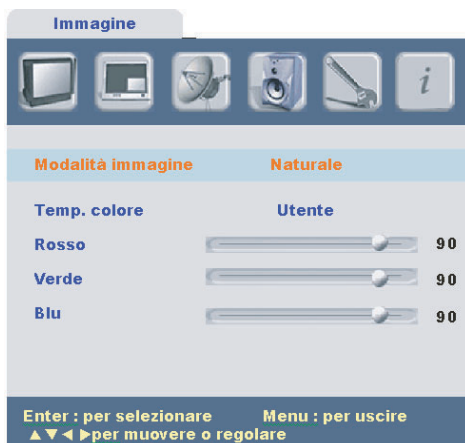 Immagine
i
Modalità immagine Naturale
Temp. colore Utente
Rosso 90
Verde 90
Blu 90
Enter : per selezionare Menu : per uscire
▲▼◄ ►per muovere o regolare